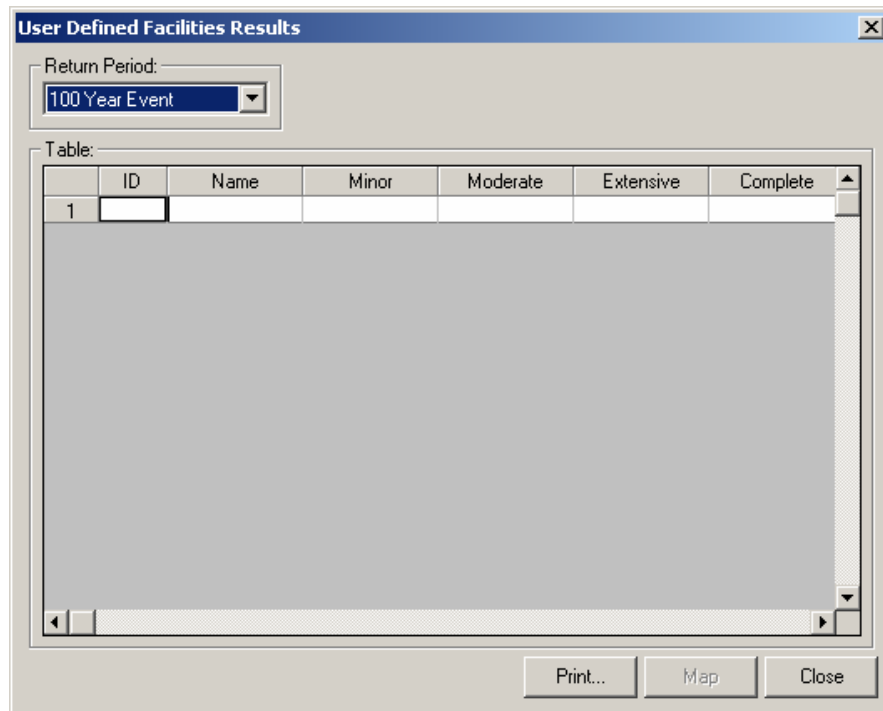 User Defined Facilities Results
Return Period:
100 Year Event
Table:
ID Name Minor Moderate Extensive Complete
1
Print... Map Close